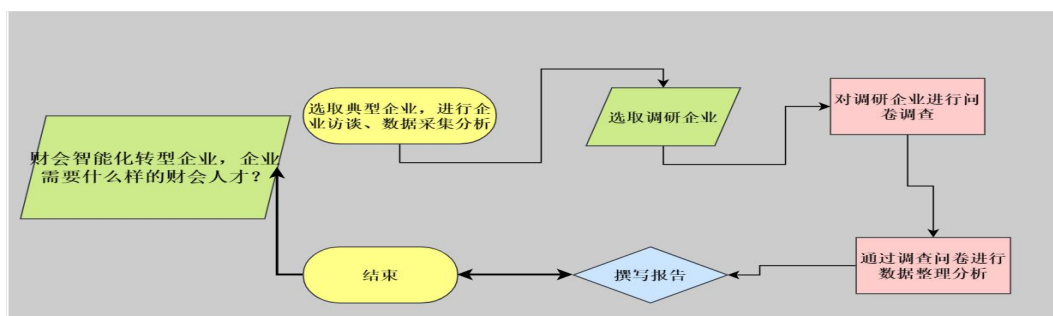 财会智能化转型企业，企业
需要什么样的财会人才？
选取典型企业，进行企
业访谈、数据采集分析
选取调研企业
对调研企业进行问
卷调查
通过调查问卷进行
数据整理分析
撰写报告
结束